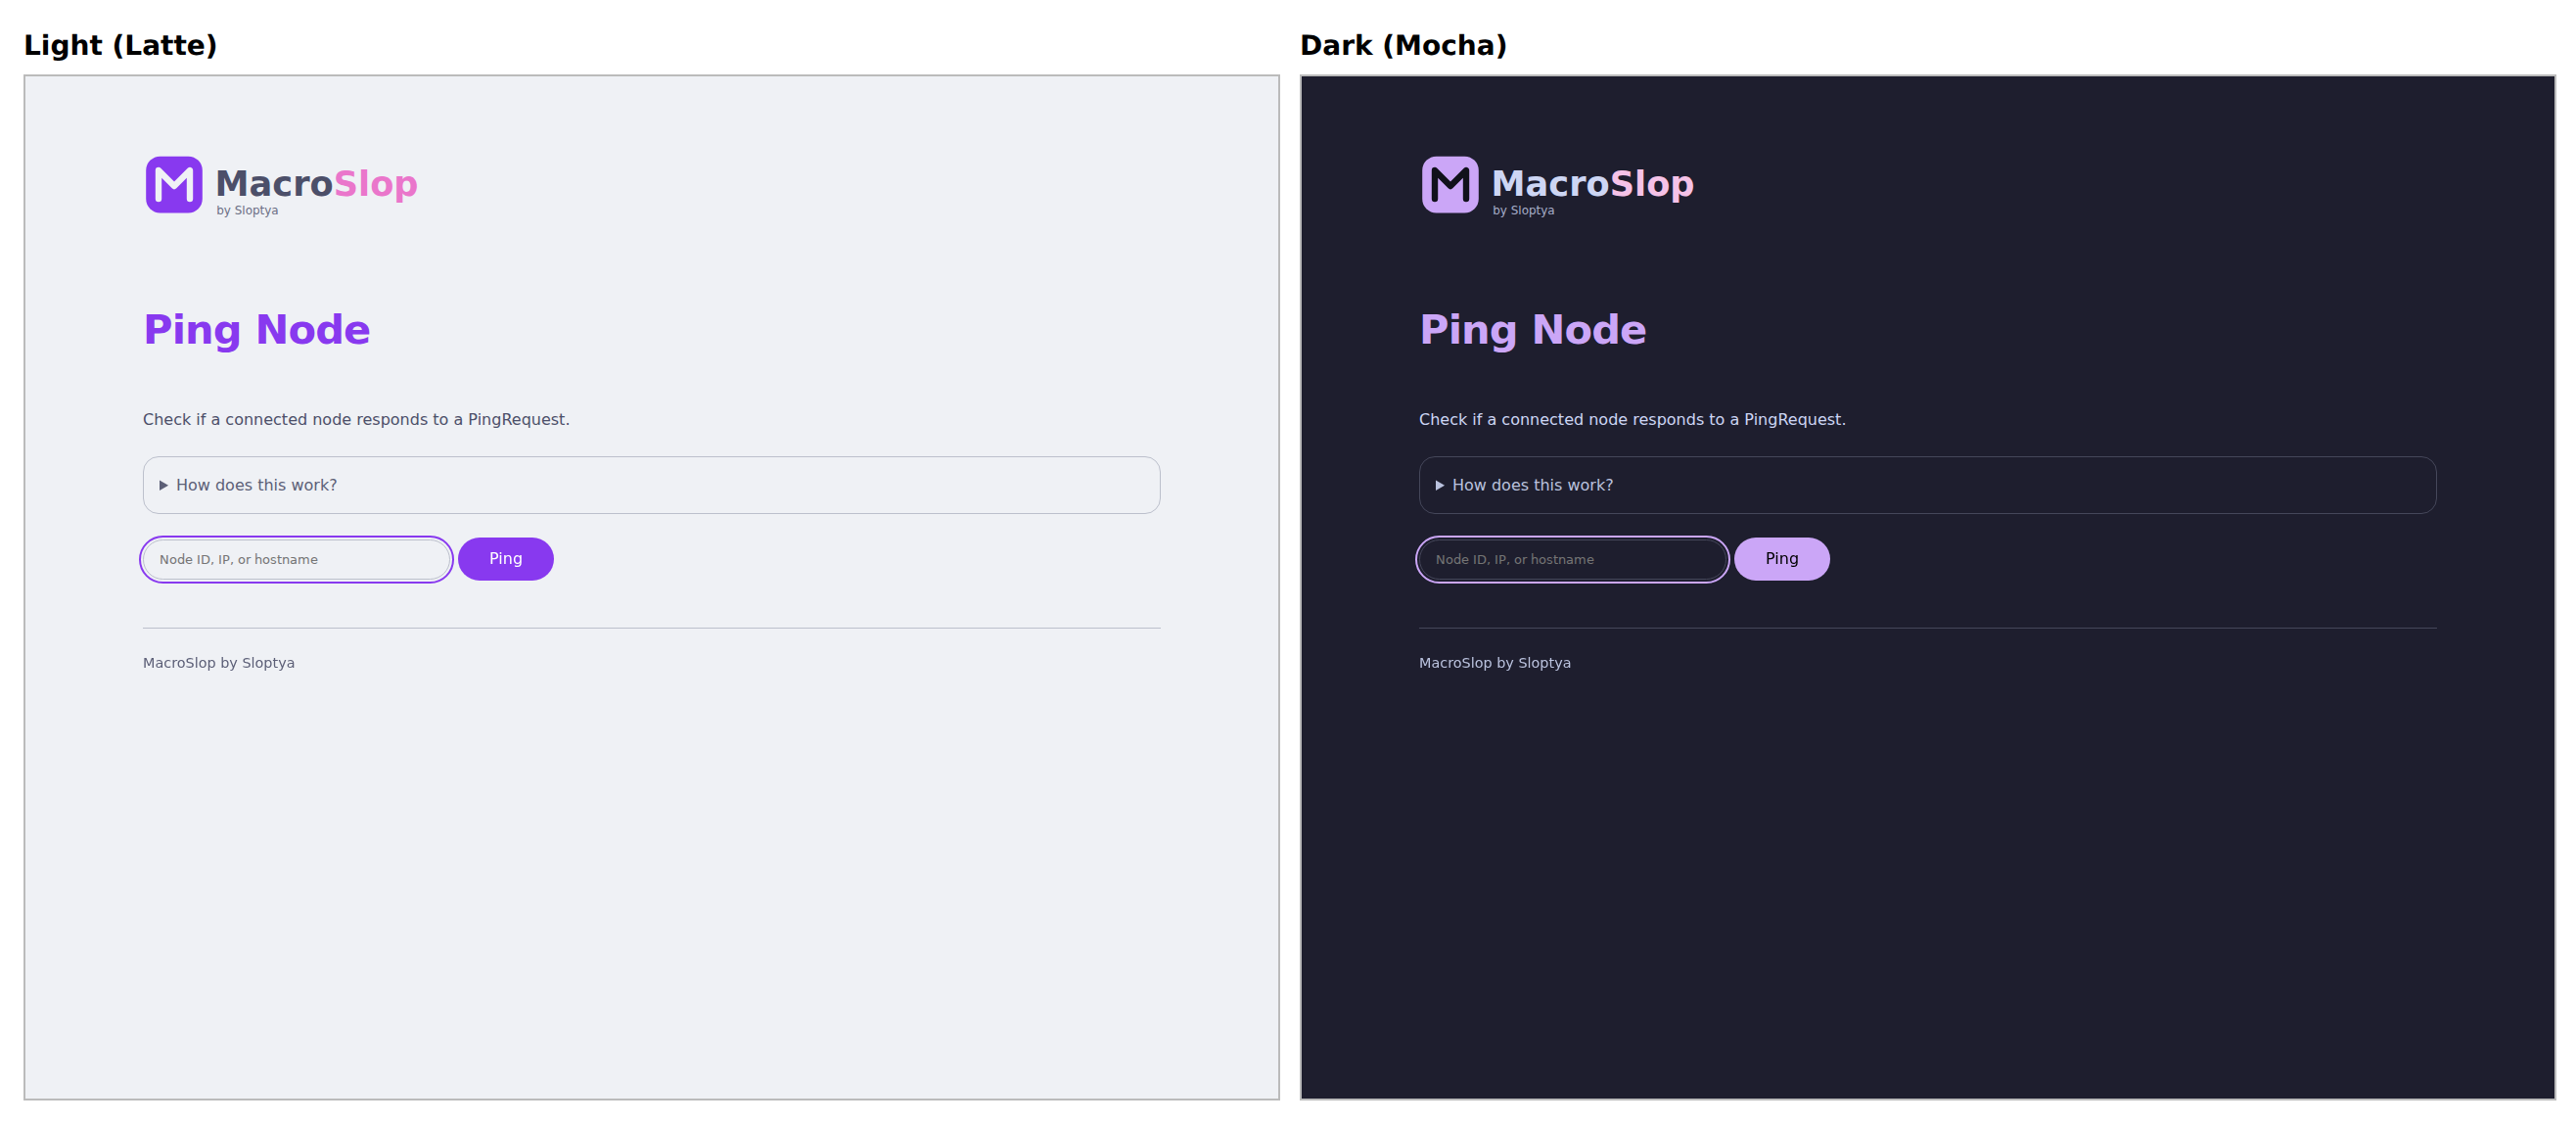 Light (Latte)
M MacroSlop
by Sloptya
Ping Node
Check if a connected node responds to a PingRequest.
How does this work?
Node ID, IP, or hostname
Ping
MacroSlop by Sloptya
Dark (Mocha)
M MacroSlop
by Sloptya
Ping Node
Check if a connected node responds to a PingRequest.
How does this work?
Node ID, IP, or hostname
Ping
MacroSlop by Sloptya